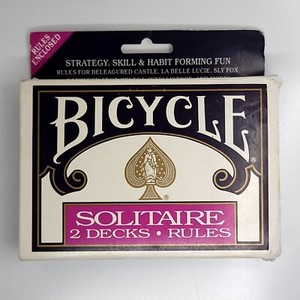 RULES
ENCLOSED
STRATEGY, SKILL & HABIT FORMING FUN
RULES FOR BELEAGURED CASTLE, LA BELLE LUCIE, SLY FOX,
BICYCLE
®
SOLITAIRE
2 DECKS • RULES